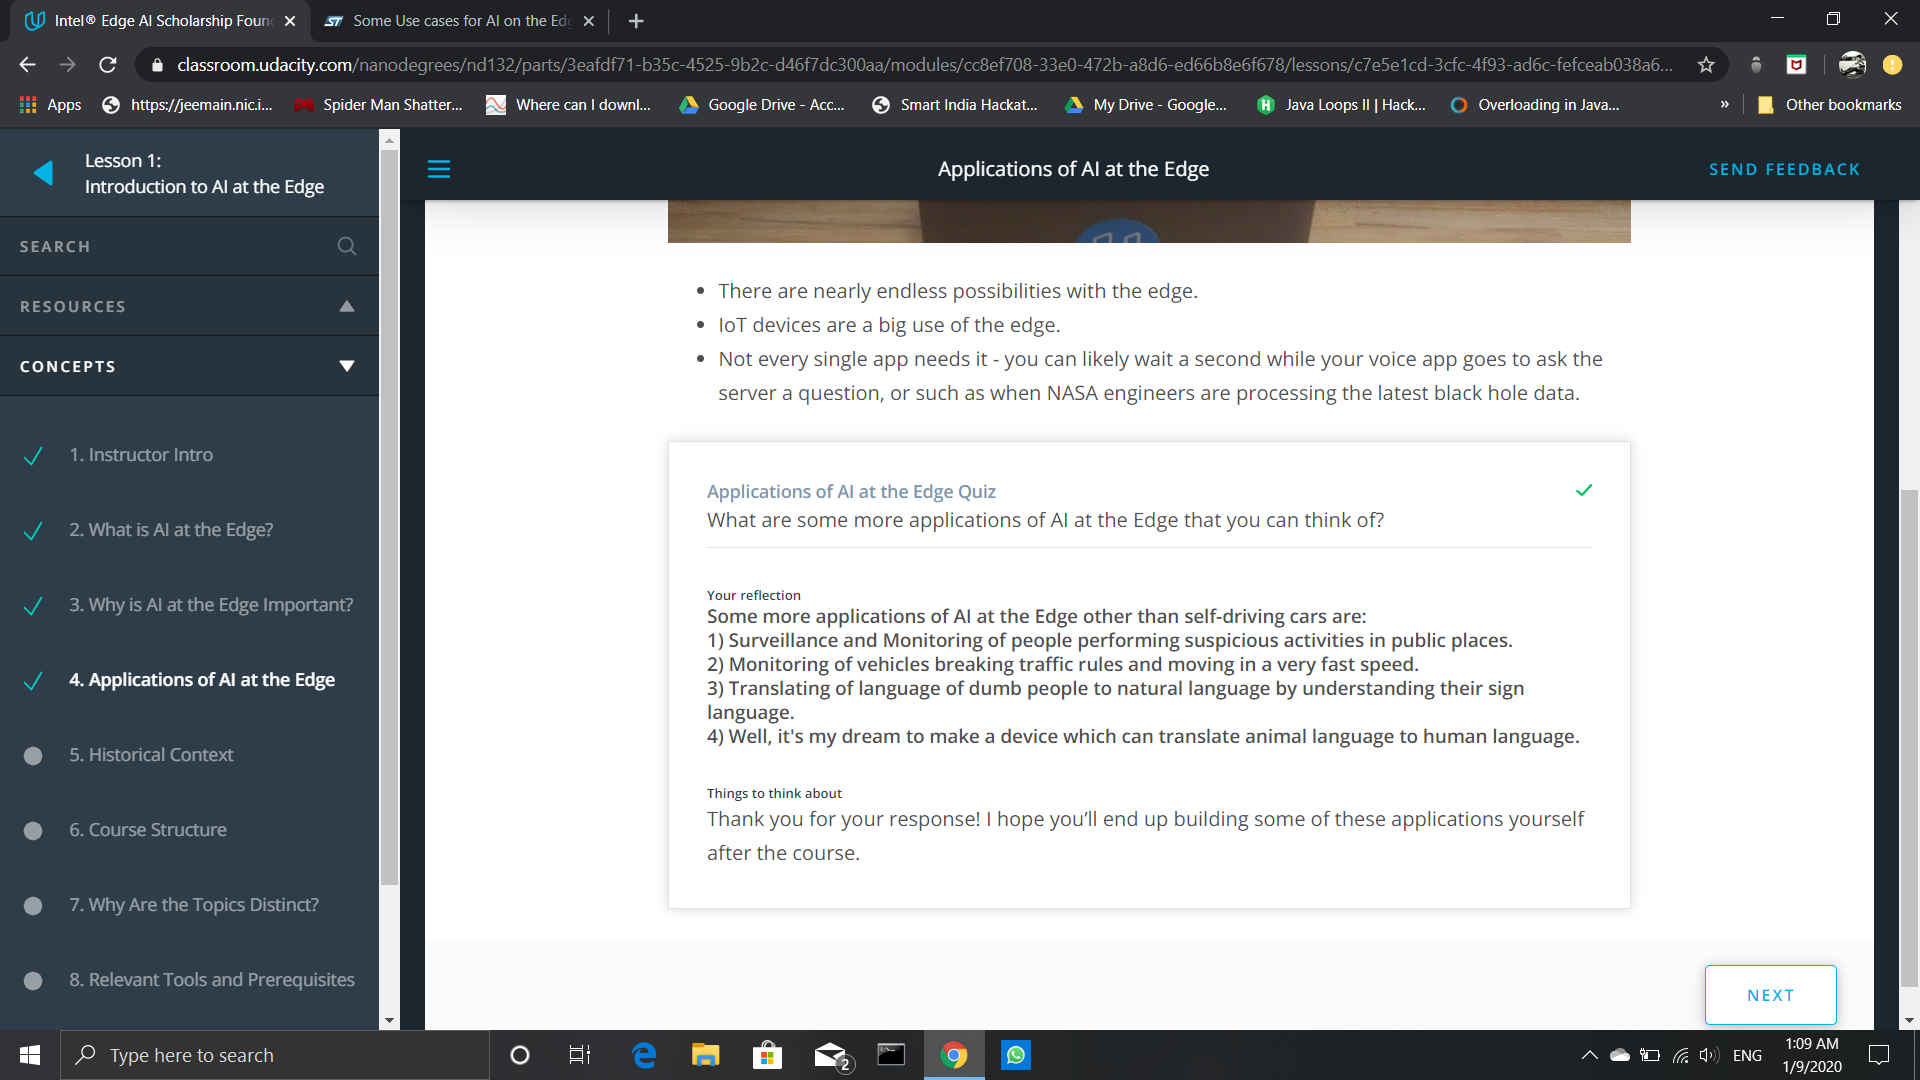 Intel® Edge AI Scholarship Foun
Some Use cases for AI on the Edg
classroom.udacity.com/nanodegrees/nd132/parts/3eafdf71-b35c-4525-9b2c-d46f7dc300aa/modules/cc8ef708-33e0-472b-a8d6-ed66b8e6f678/lessons/c7e5e1cd-3cfc-4f93-ad6c-fefceab038a6...
Apps
https://jeemain.nic.i...
Spider Man Shatter...
Where can I downl...
Google Drive - Acc...
Smart India Hackat...
My Drive - Google...
Java Loops II | Hack...
Overloading in Java...
»
Other bookmarks
Lesson 1:
Introduction to AI at the Edge
SEARCH
RESOURCES
CONCEPTS
1. Instructor Intro
2. What is AI at the Edge?
3. Why is AI at the Edge Important?
4. Applications of AI at the Edge
5. Historical Context
6. Course Structure
7. Why Are the Topics Distinct?
8. Relevant Tools and Prerequisites
Applications of AI at the Edge
SEND FEEDBACK
• There are nearly endless possibilities with the edge.
• IoT devices are a big use of the edge.
• Not every single app needs it - you can likely wait a second while your voice app goes to ask the
server a question, or such as when NASA engineers are processing the latest black hole data.
Applications of AI at the Edge Quiz
What are some more applications of AI at the Edge that you can think of?
Your reflection
Some more applications of AI at the Edge other than self-driving cars are:
1) Surveillance and Monitoring of people performing suspicious activities in public places.
2) Monitoring of vehicles breaking traffic rules and moving in a very fast speed.
3) Translating of language of dumb people to natural language by understanding their sign
language.
4) Well, it's my dream to make a device which can translate animal language to human language.
Things to think about
Thank you for your response! I hope you’ll end up building some of these applications yourself
after the course.
NEXT
Type here to search
2
ENG
1:09 AM
1/9/2020